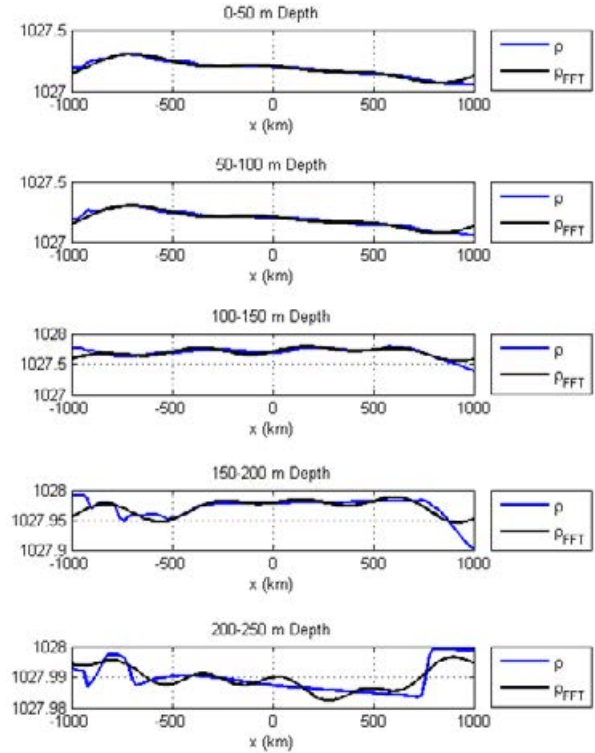 0-50 m Depth
1027.5
1027
-1000 -500 0 500 1000
x (km)
ρ
ρFFT
50-100 m Depth
1027.5
1027
-1000 -500 0 500 1000
x (km)
ρ
ρFFT
100-150 m Depth
1028
1027.5
1027
-1000 -500 0 500 1000
x (km)
ρ
ρFFT
150-200 m Depth
1028
1027.95
1027.9
-1000 -500 0 500 1000
x (km)
ρ
ρFFT
200-250 m Depth
1028
1027.99
1027.98
-1000 -500 0 500 1000
x (km)
ρ
ρFFT